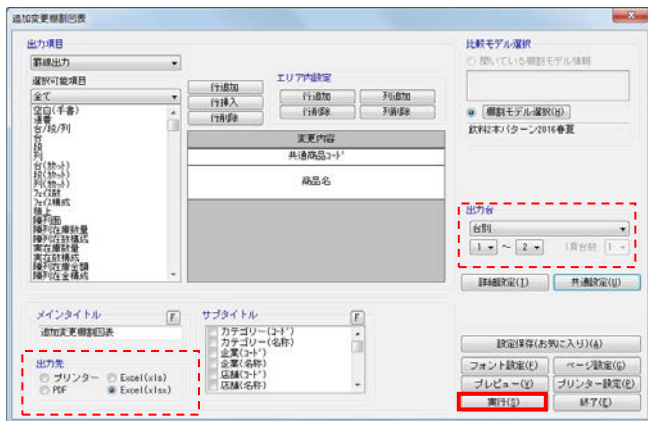 追加変更棚割図表
出力項目
罫線出力
選択可能項目
全て
空白(手書)
連番
台/段/列
台
段
列
台(ｶｾｯﾄ)
段(ｶｾｯﾄ)
列(ｶｾｯﾄ)
ﾌｪｲｽ数
ﾌｪｲｽ構成
積上
陳列面
陳列在庫数量
陳列在数構成
実在庫数量
実在数構成
陳列在庫金額
陳列在金構成
行追加
行挿入
行削除
エリア内設定
行追加
列追加
行削除
列削除
変更内容
共通商品ｺｰﾄﾞ
商品名
比較モデル選択
開いている棚割モデル情報
棚割モデル選択(H)
飲料2本パターン2016春夏
出力台
台別
1 ～ 2
1頁台数 1
詳細設定(I)
共通設定(U)
メインタイトル
F
追加変更棚割図表
サブタイトル
F
カテゴリー(ｺｰﾄﾞ)
カテゴリー(名称)
企業(ｺｰﾄﾞ)
企業(名称)
店舗(ｺｰﾄﾞ)
店舗(名称)
出力先
プリンター
Excel(xls)
PDF
Excel(xlsx)
設定保存(お気に入り)(A)
フォント設定(F)
ページ設定(G)
プレビュー(Y)
プリンター設定(P)
実行(S)
終了(E)